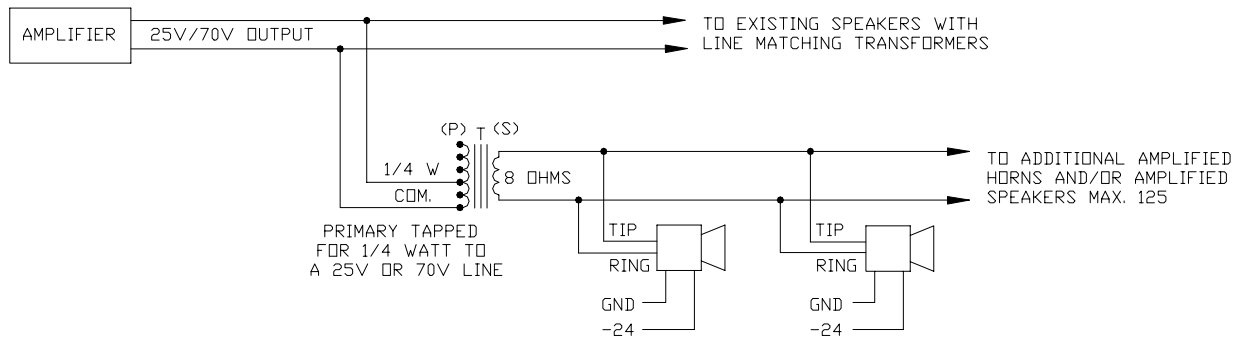 AMPLIFIER
25V/70V OUTPUT
TO EXISTING SPEAKERS WITH
LINE MATCHING TRANSFORMERS
(P) T (S)
1/4 W
COM.
8 OHMS
PRIMARY TAPPED
FOR 1/4 WATT TO
A 25V OR 70V LINE
TO ADDITIONAL AMPLIFIED
HORNS AND/OR AMPLIFIED
SPEAKERS MAX. 125
TIP
RING
GND
-24
TIP
RING
GND
-24